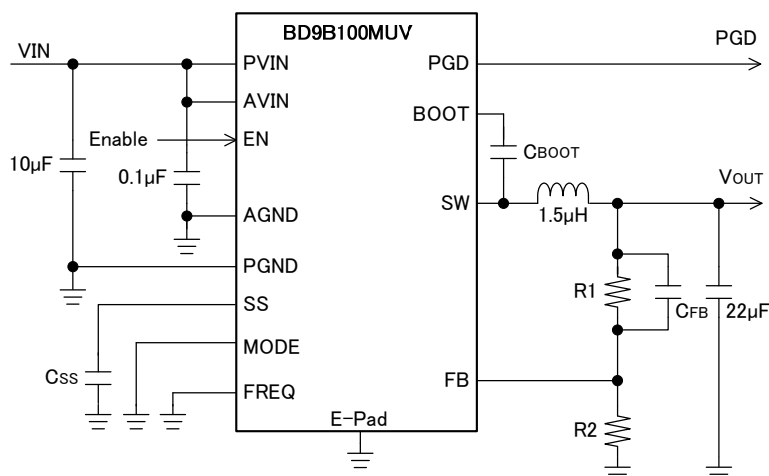 BD9B100MUV
VIN
PVIN
PGD
PGD
AVIN
BOOT
Enable
EN
CBOOT
10µF
0.1µF
VOUT
SW
1.5µH
AGND
PGND
SS
R1
CFB
22µF
MODE
CSS
FB
FREQ
E-Pad
R2